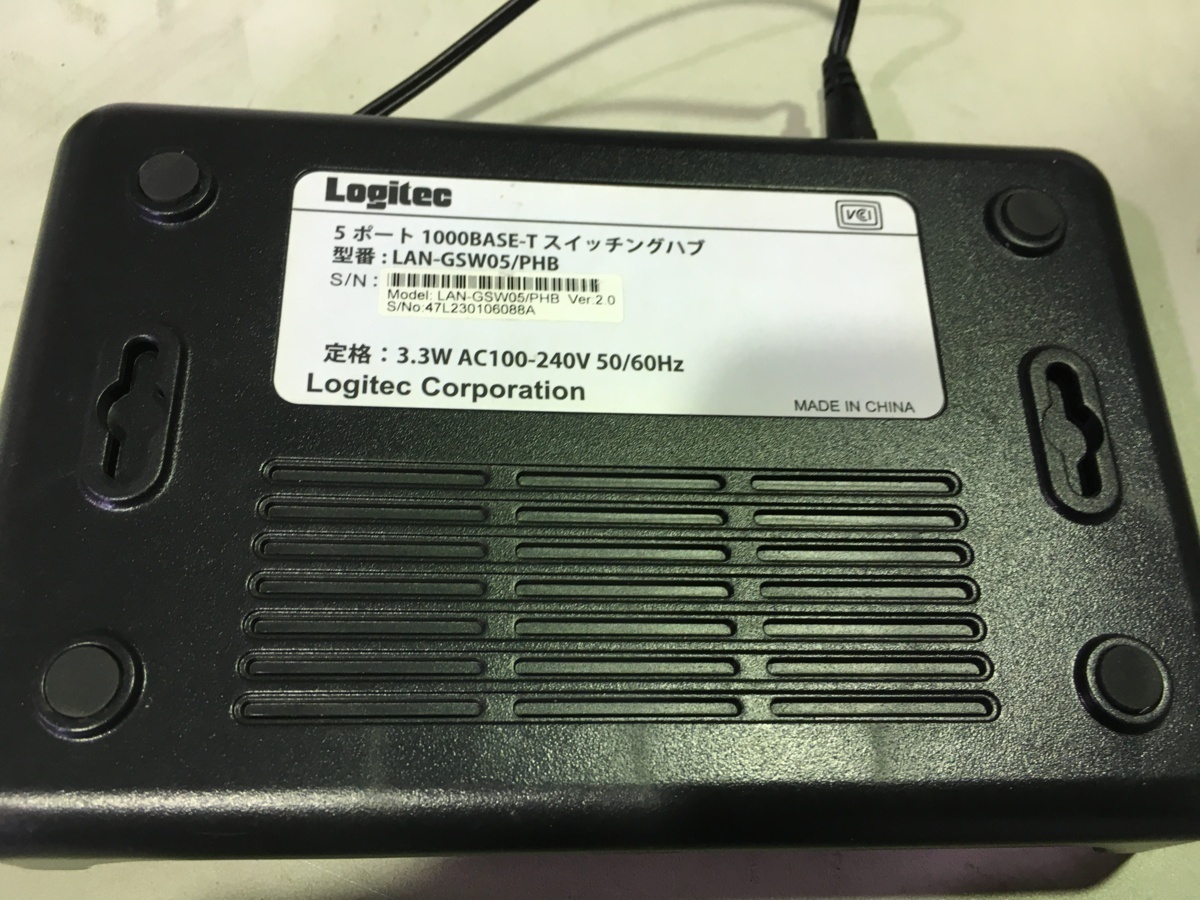 Logitec
VCI
5 ポート 1000BASE-T スイッチングハブ
型番 : LAN-GSW05/PHB
S/N :
Model: LAN-GSW05/PHB Ver:2.0
S/No:47L230106088A
定格 : 3.3W AC100-240V 50/60Hz
Logitec Corporation
MADE IN CHINA